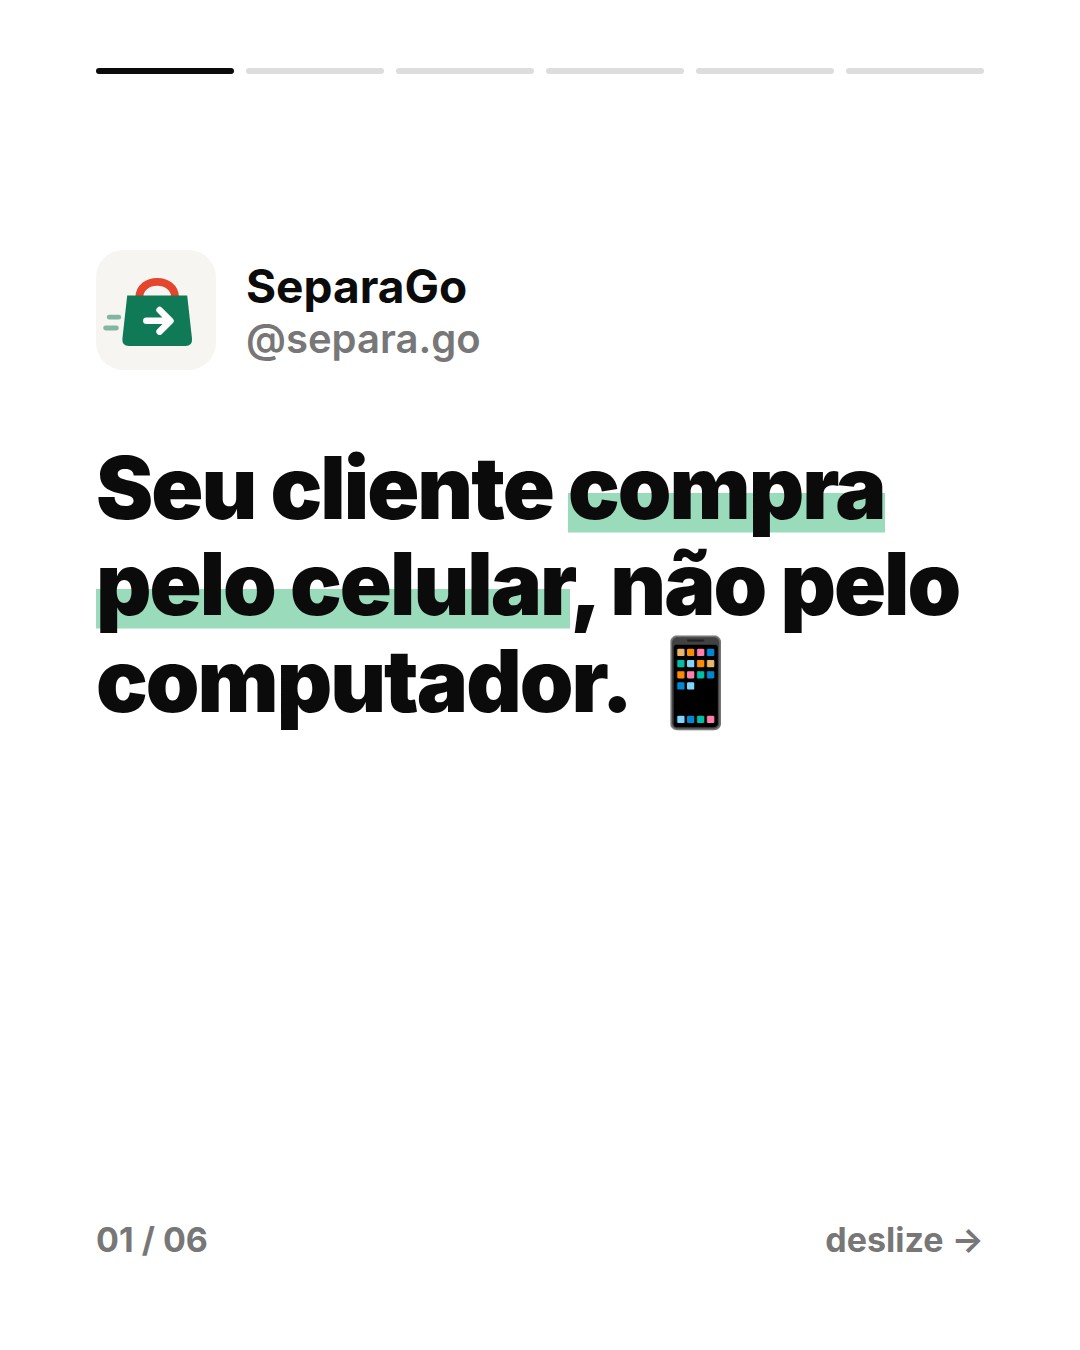 SeparaGo
@separa.go
Seu cliente compra
pelo celular, não pelo
computador. 📱
01 / 06
deslize →